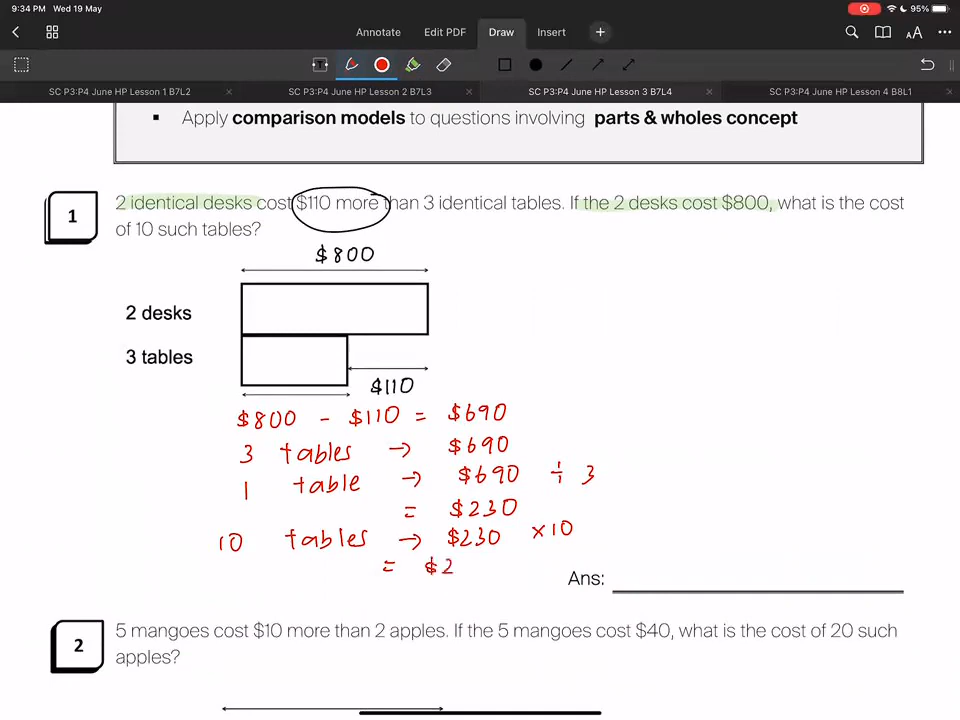 9:34 PM Wed 19 May 95%
Annotate Edit PDF Draw Insert
SC P3:P4 June HP Lesson 1 B7L2 SC P3:P4 June HP Lesson 2 B7L3 SC P3:P4 June HP Lesson 3 B7L4 SC P3:P4 June HP Lesson 4 B8L1
▪ Apply comparison models to questions involving parts & wholes concept
1 2 identical desks cost $110 more than 3 identical tables. If the 2 desks cost $800, what is the cost
of 10 such tables?
$800
2 desks
3 tables
$110
$800 - $110 = $690
3 tables → $690
1 table → $690 ÷ 3
= $230
10 tables → $230 ×10
= $2
Ans:
2 5 mangoes cost $10 more than 2 apples. If the 5 mangoes cost $40, what is the cost of 20 such
apples?